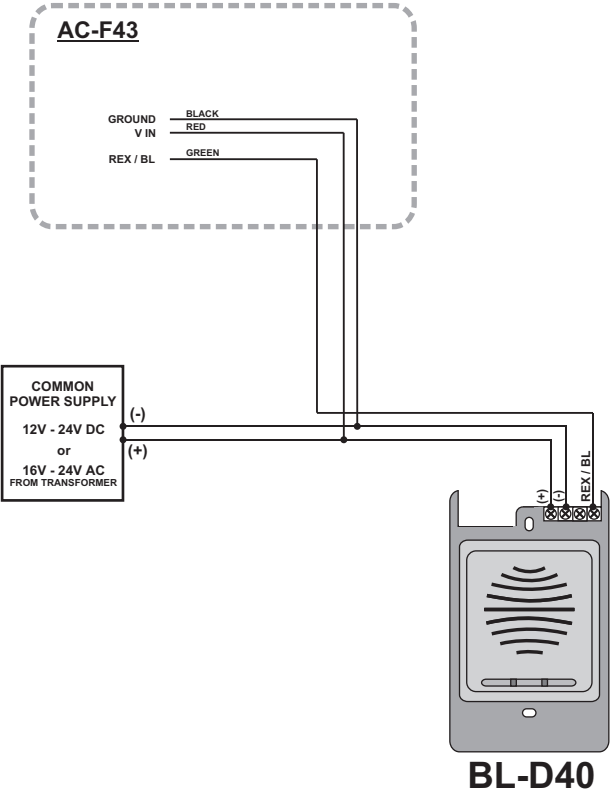 AC-F43
GROUND BLACK
V IN RED
REX / BL GREEN
COMMON
POWER SUPPLY
12V - 24V DC
or
16V - 24V AC
FROM TRANSFORMER
(-)
(+)
(+)
(-)
REX / BL
BL-D40